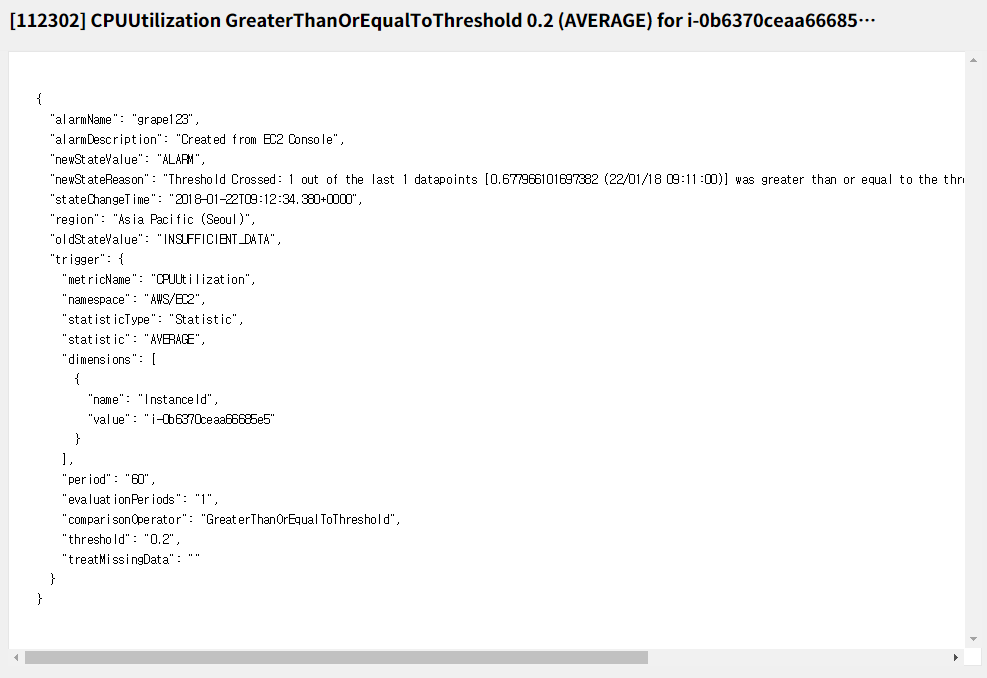 [112302] CPUUtilization GreaterThanOrEqualToThreshold 0.2 (AVERAGE) for i-0b6370ceaa66685…
{
"alarmName": "grape123",
"alarmDescription": "Created from EC2 Console",
"newStateValue": "ALARM",
"newStateReason": "Threshold Crossed: 1 out of the last 1 datapoints [0.677966101697382 (22/01/18 09:11:00)] was greater than or equal to the thre
"stateChangeTime": "2018-01-22T09:12:34.380+0000",
"region": "Asia Pacific (Seoul)",
"oldStateValue": "INSUFFICIENT_DATA",
"trigger": {
"metricName": "CPUUtilization",
"namespace": "AWS/EC2",
"statisticType": "Statistic",
"statistic": "AVERAGE",
"dimensions": [
{
"name": "InstanceId",
"value": "i-0b6370ceaa66685e5"
}
],
"period": "60",
"evaluationPeriods": "1",
"comparisonOperator": "GreaterThanOrEqualToThreshold",
"threshold": "0.2",
"treatMissingData": ""
}
}